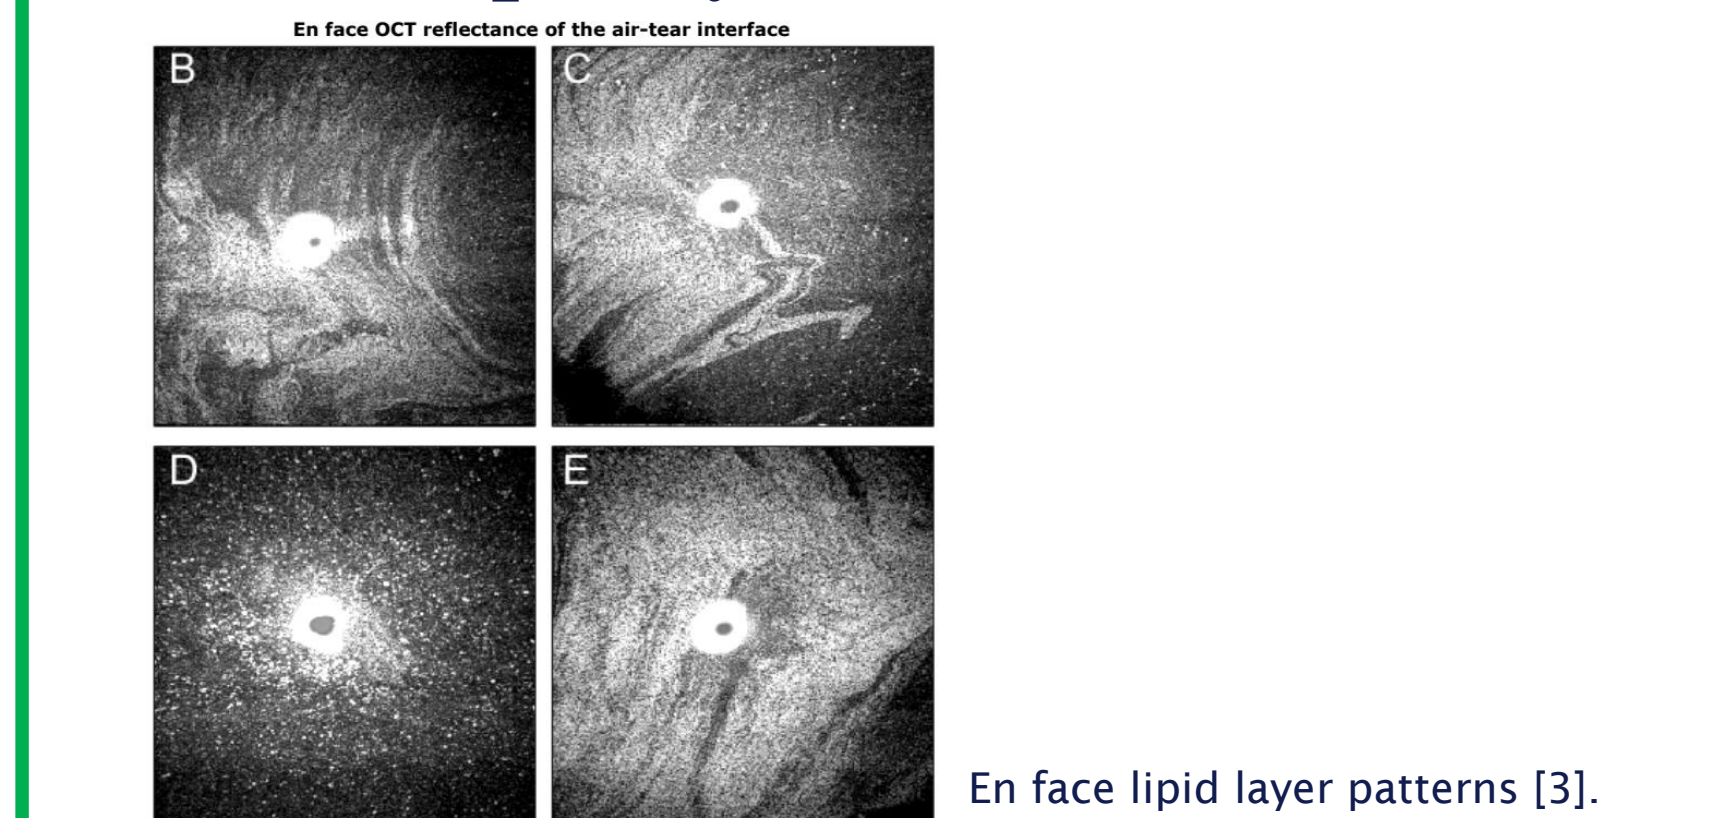 En face OCT reflectance of the air-tear interface
B
C
D
E
En face lipid layer patterns [3].